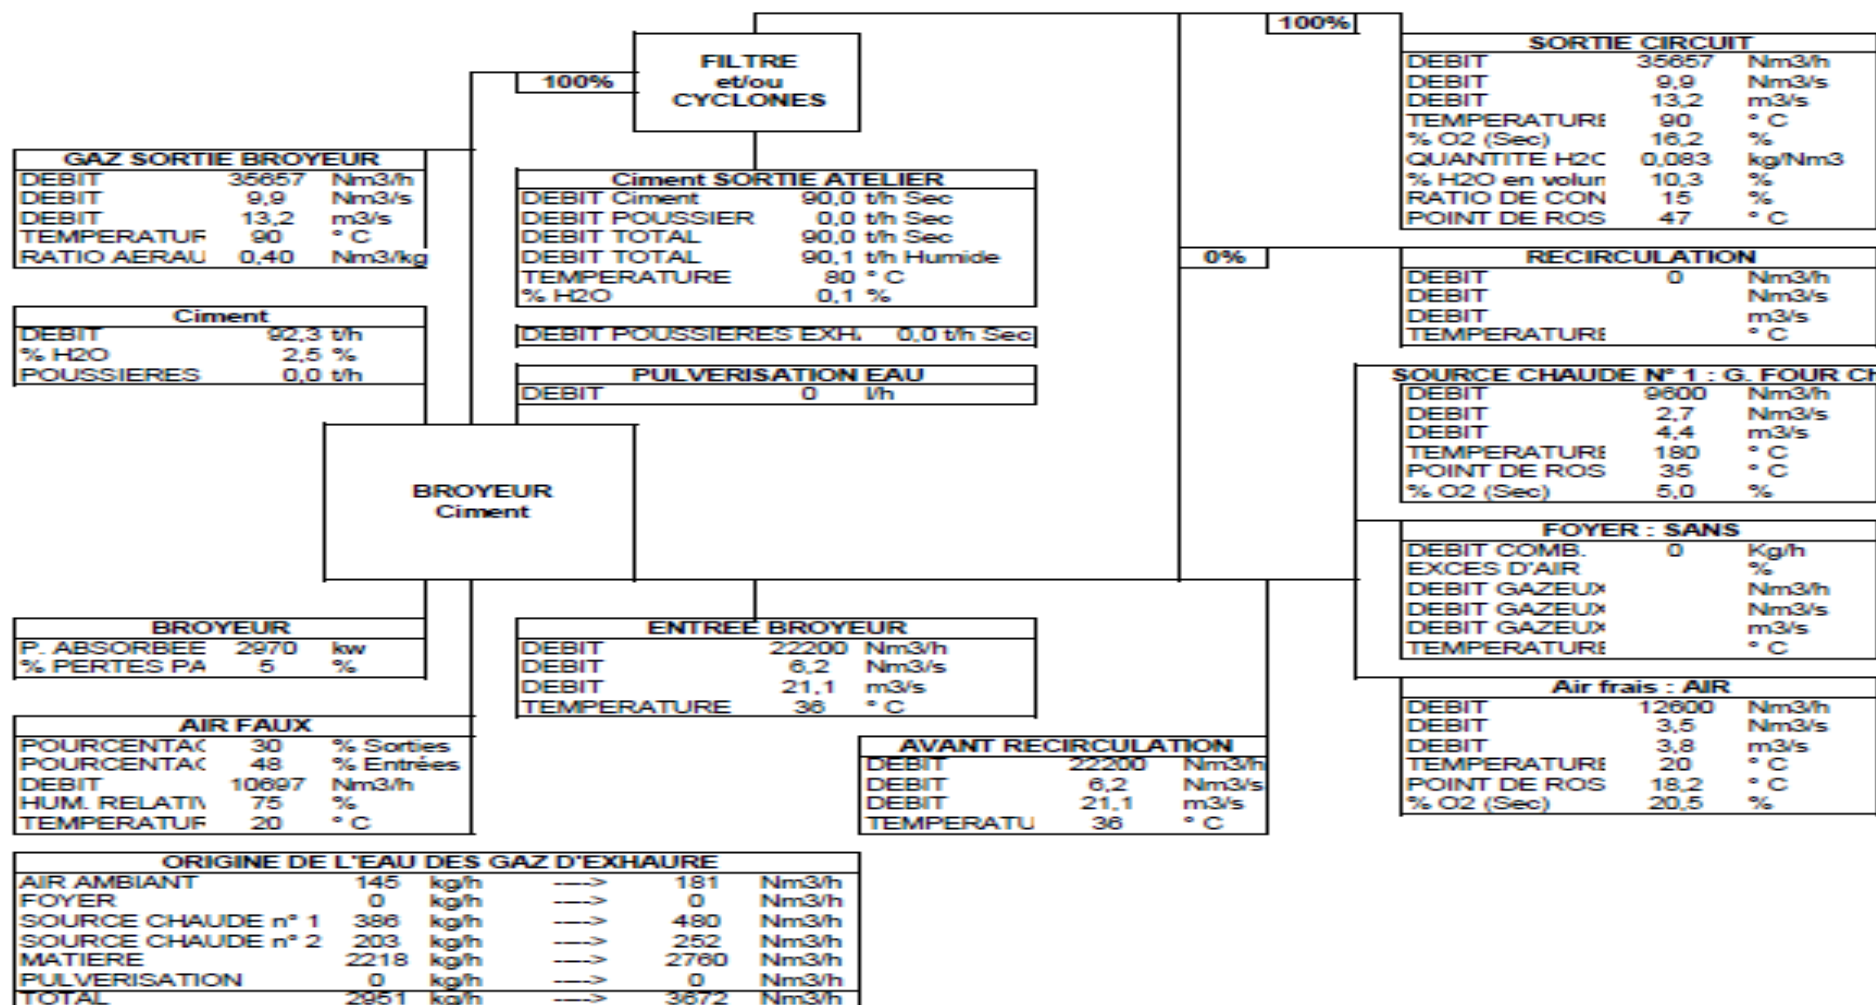 100%
FILTRE
et/ou
CYCLONES
100%
SORTIE CIRCUIT
DEBIT 35657 Nm3/h
DEBIT 9,9 Nm3/s
DEBIT 13,2 m3/s
TEMPERATURE 90 ° C
% O2 (Sec) 16,2 %
QUANTITE H2O 0,083 kg/Nm3
% H2O en volun 10,3 %
RATIO DE CON 15 %
POINT DE ROS 47 ° C
GAZ SORTIE BROYEUR
DEBIT 35657 Nm3/h
DEBIT 9,9 Nm3/s
DEBIT 13,2 m3/s
TEMPERATUR 90 ° C
RATIO AERAU 0,40 Nm3/kg
Ciment SORTIE ATELIER
DEBIT Ciment 90,0 t/h Sec
DEBIT POUSSIER 0,0 t/h Sec
DEBIT TOTAL 90,0 t/h Sec
DEBIT TOTAL 90,1 t/h Humide
TEMPERATURE 80 ° C
% H2O 0,1 %
0%
RECIRCULATION
DEBIT 0 Nm3/h
DEBIT Nm3/s
DEBIT m3/s
TEMPERATURE ° C
Ciment
DEBIT 92,3 t/h
% H2O 2,5 %
POUSSIERES 0,0 t/h
DEBIT POUSSIERES EXH 0,0 t/h Sec
PULVERISATION EAU
DEBIT 0 l/h
SOURCE CHAUDE N° 1 : G. FOUR CH
DEBIT 9600 Nm3/h
DEBIT 2,7 Nm3/s
DEBIT 4,4 m3/s
TEMPERATURE 180 ° C
POINT DE ROS 35 ° C
% O2 (Sec) 5,0 %
BROYEUR
Ciment
FOYER : SANS
DEBIT COMB. 0 Kg/h
EXCES D'AIR %
DEBIT GAZEUX Nm3/h
DEBIT GAZEUX Nm3/s
DEBIT GAZEUX m3/s
TEMPERATURE ° C
BROYEUR
P. ABSORBEE 2970 kw
% PERTES PA 5 %
ENTREE BROYEUR
DEBIT 22200 Nm3/h
DEBIT 6,2 Nm3/s
DEBIT 21,1 m3/s
TEMPERATURE 36 ° C
Air frais : AIR
DEBIT 12600 Nm3/h
DEBIT 3,5 Nm3/s
DEBIT 3,8 m3/s
TEMPERATURE 20 ° C
POINT DE ROS 18,2 ° C
% O2 (Sec) 20,5 %
AIR FAUX
POURCENTAG 30 % Sorties
POURCENTAG 48 % Entrées
DEBIT 10697 Nm3/h
HUM. RELATIV 75 %
TEMPERATUR 20 ° C
AVANT RECIRCULATION
DEBIT 22200 Nm3/h
DEBIT 6,2 Nm3/s
DEBIT 21,1 m3/s
TEMPERATU 36 ° C
ORIGINE DE L'EAU DES GAZ D'EXHAURE
AIR AMBIANT 145 kg/h ----> 181 Nm3/h
FOYER 0 kg/h ----> 0 Nm3/h
SOURCE CHAUDE n° 1 386 kg/h ----> 480 Nm3/h
SOURCE CHAUDE n° 2 203 kg/h ----> 252 Nm3/h
MATIERE 2218 kg/h ----> 2760 Nm3/h
PULVERISATION 0 kg/h ----> 0 Nm3/h
TOTAL 2951 kg/h ----> 3672 Nm3/h